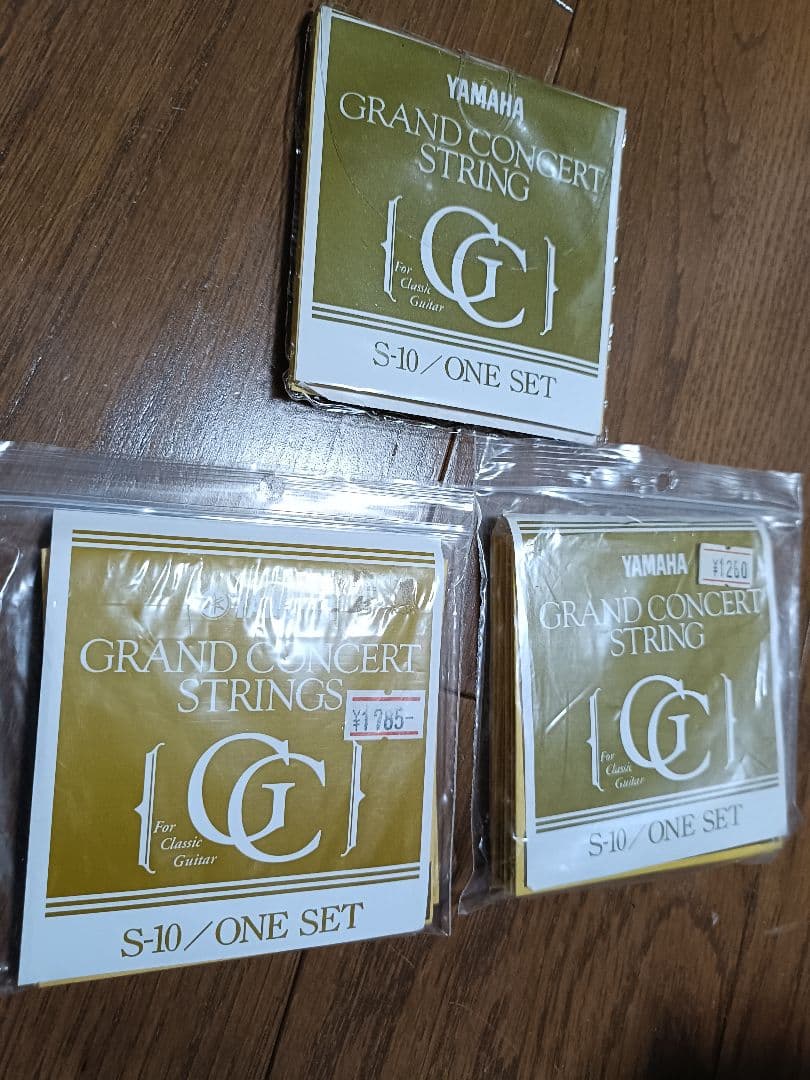 YAMAHA
GRAND CONCERT
STRING
GC
For
Classic
Guitar
S-10/ONE SET
GRAND CONCERT
STRINGS
¥1785-
GC
For
Classic
Guitar
S-10/ONE SET
YAMAHA
¥1260
GRAND CONCERT
STRING
GC
For
Classic
Guitar
S-10/ONE SET